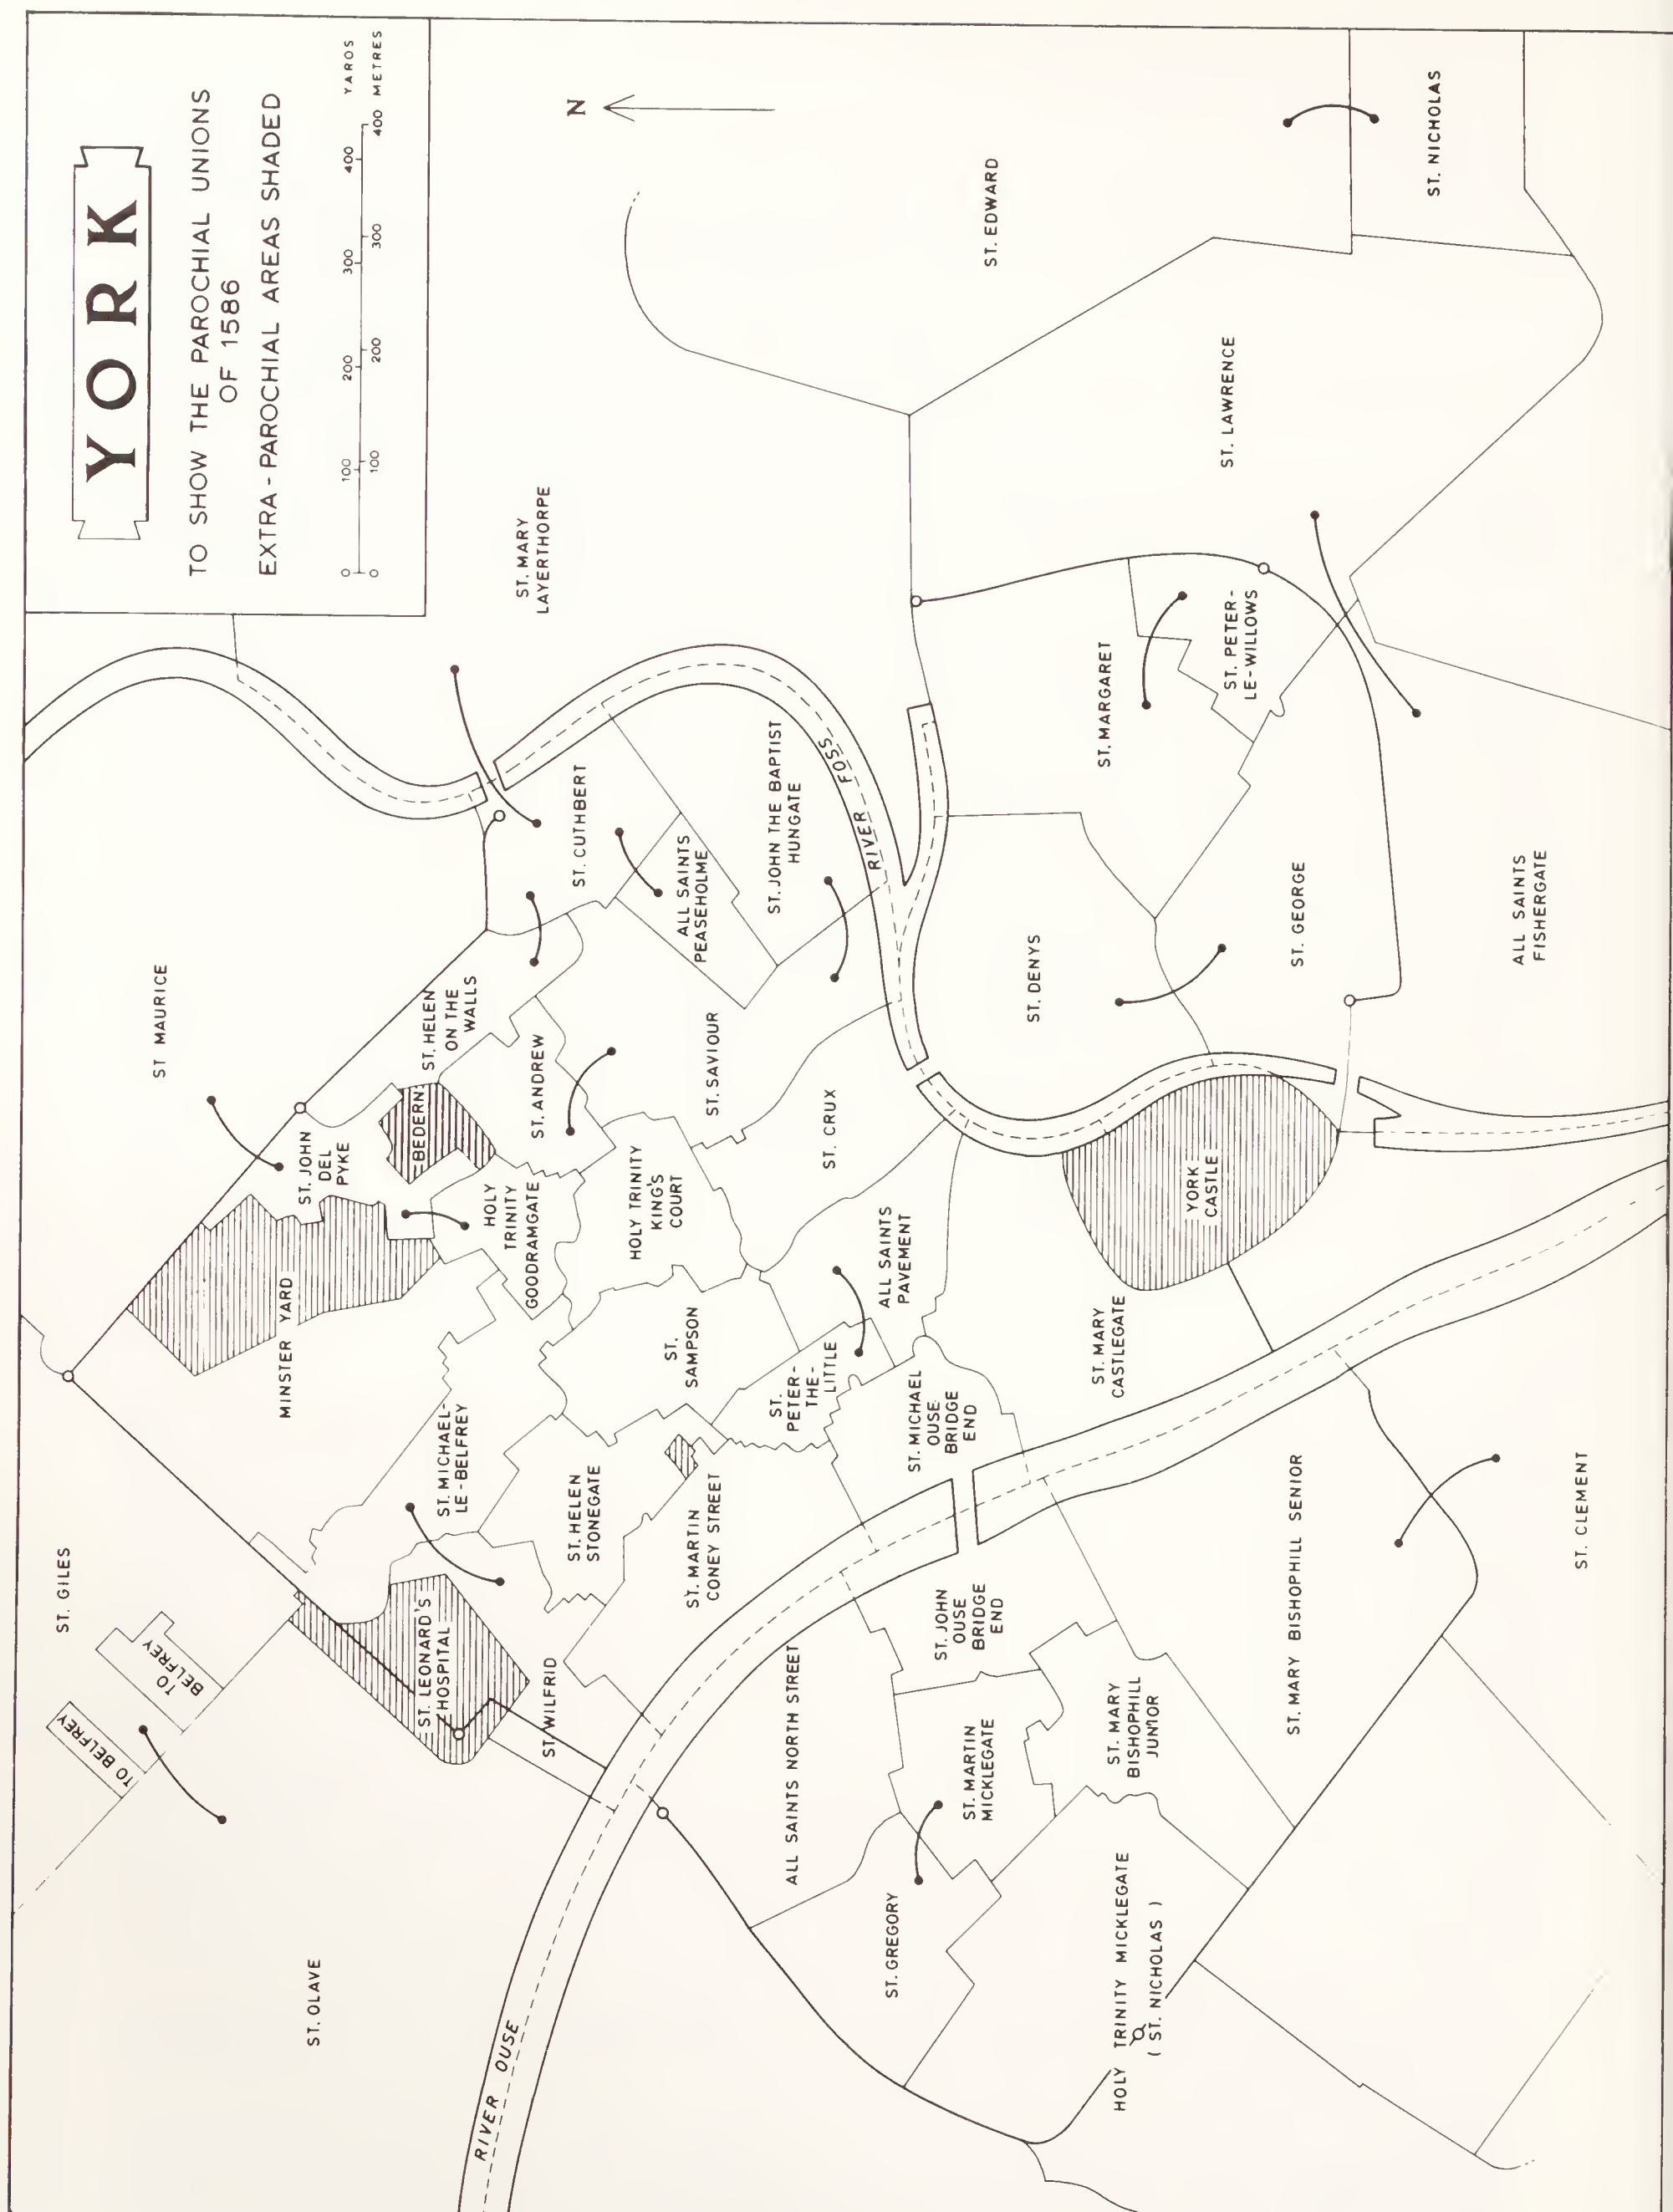 YORK
TO SHOW THE PAROCHIAL UNIONS
OF 1586
EXTRA-PAROCHIAL AREAS SHADED
0 100 200 300 400 YARDS
0 100 200 300 400 METRES
N
ST. GILES
TO
BELFREY
TO BELFREY
ST. OLAVE
ST MAURICE
MINSTER YARD
ST. JOHN
DEL
PYKE
BEDERN
ST. HELEN
ON THE
WALLS
ST. MARY
LAYERTHORPE
ST. LEONARD'S
HOSPITAL
ST. MICHAEL-
LE-BELFREY
HOLY
TRINITY
GOODRAMGATE
ST. ANDREW
ST. CUTHBERT
ST. WILFRID
ST. HELEN
STONEGATE
ST. MARTIN
CONEY STREET
ST.
SAMPSON
HOLY TRINITY
KING'S
COURT
ST. SAVIOUR
ALL SAINTS
PEASEHOLME
ST. JOHN THE BAPTIST
HUNGATE
RIVER FOSS
RIVER OUSE
ST.
PETER-
THE-
LITTLE
ALL SAINTS
PAVEMENT
ST. CRUX
ST. MICHAEL
OUSE
BRIDGE
END
ALL SAINTS NORTH STREET
ST. JOHN
OUSE
BRIDGE
END
ST. GREGORY
ST. MARTIN
MICKLEGATE
ST. MARY
BISHOPHILL
JUNIOR
HOLY TRINITY MICKLEGATE
( ST. NICHOLAS )
ST. MARY
CASTLEGATE
YORK
CASTLE
ST. DENYS
ST. MARGARET
ST. PETER-
LE-WILLOWS
ST. EDWARD
ST. LAWRENCE
ST. NICHOLAS
ST. GEORGE
ALL SAINTS
FISHERGATE
ST. MARY BISHOPHILL SENIOR
ST. CLEMENT